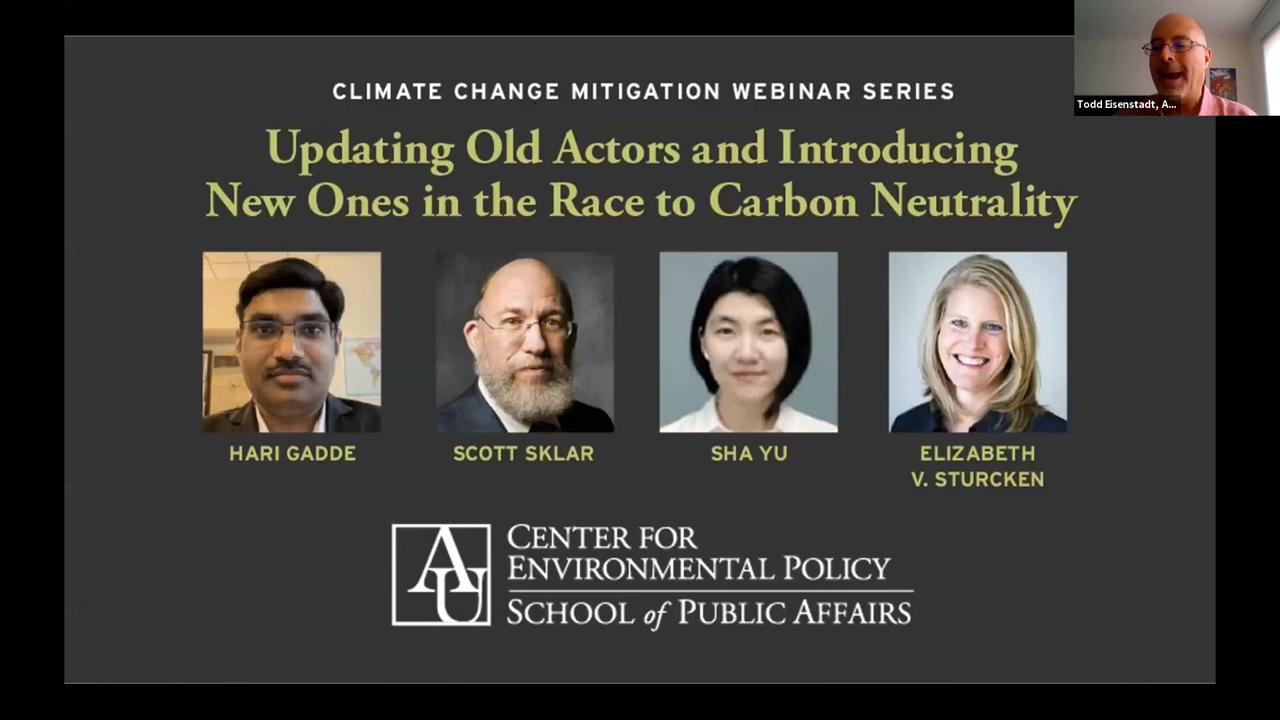 Todd Eisenstadt, A...
CLIMATE CHANGE MITIGATION WEBINAR SERIES
Updating Old Actors and Introducing
New Ones in the Race to Carbon Neutrality
HARI GADDE
SCOTT SKLAR
SHA YU
ELIZABETH
V. STURCKEN
AU
CENTER FOR
ENVIRONMENTAL POLICY
SCHOOL of PUBLIC AFFAIRS